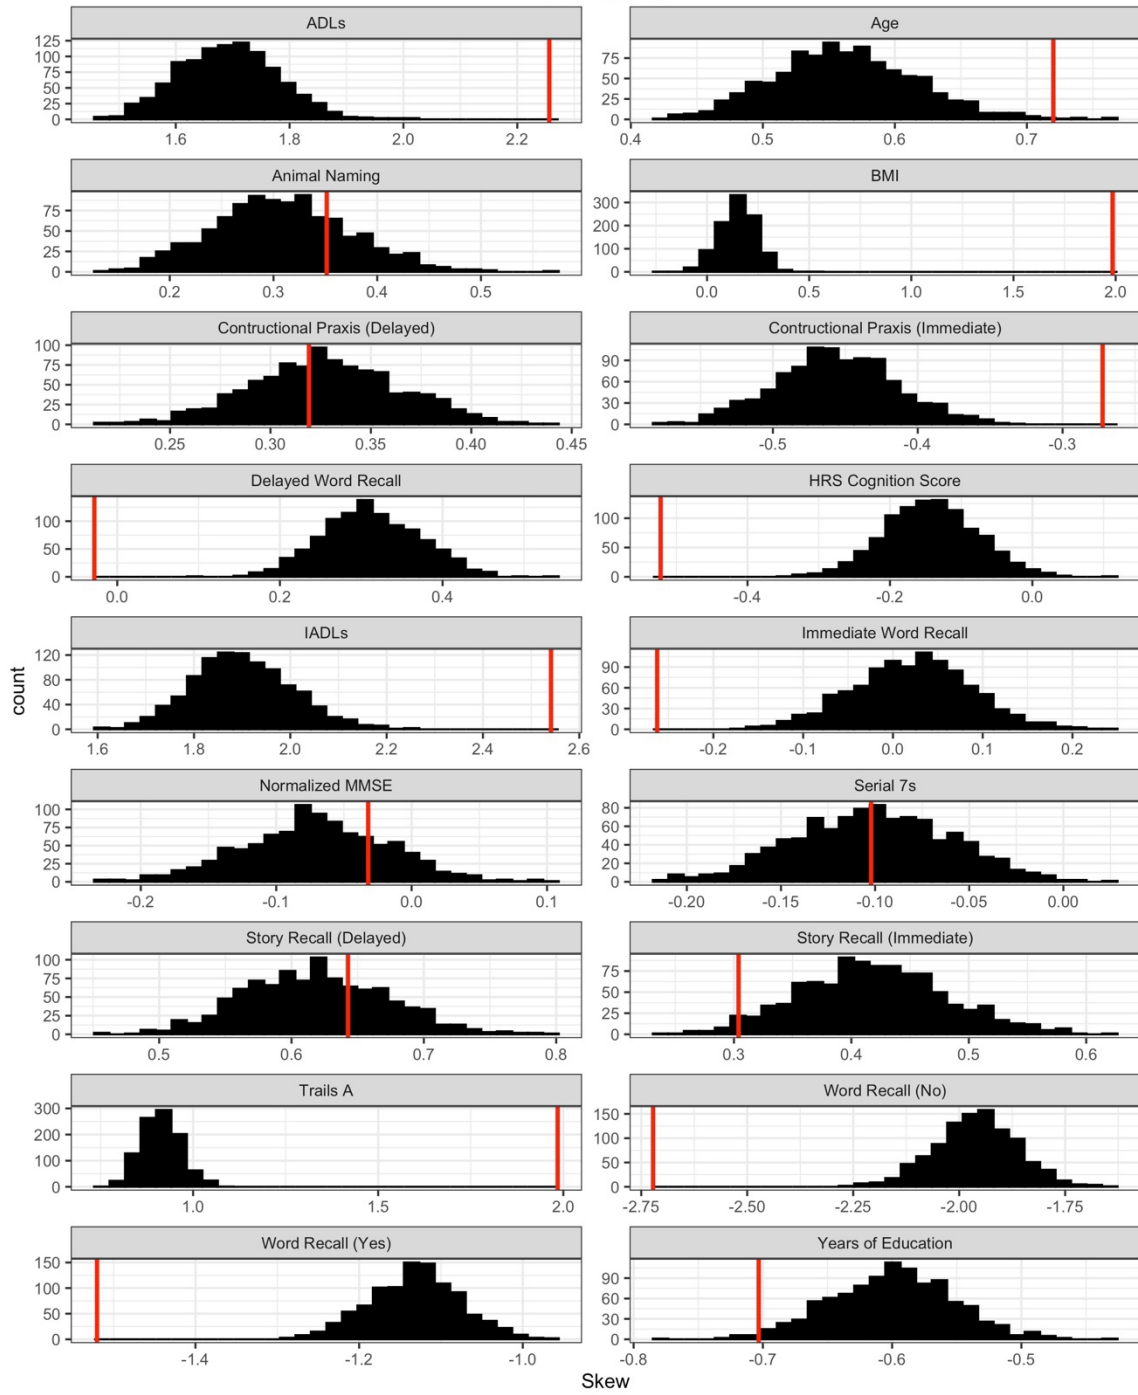 ADLs
125
100
75
50
25
0
1.6 1.8 2.0 2.2
Age
75
50
25
0
0.4 0.5 0.6 0.7
Animal Naming
75
50
25
0
0.2 0.3 0.4 0.5
BMI
300
200
100
0
0.0 0.5 1.0 1.5 2.0
Contructional Praxis (Delayed)
100
75
50
25
0
0.25 0.30 0.35 0.40 0.45
Contructional Praxis (Immediate)
90
60
30
0
-0.5 -0.4 -0.3
Delayed Word Recall
100
50
0
0.0 0.2 0.4
HRS Cognition Score
100
50
0
-0.4 -0.2 0.0
count
IADLs
120
80
40
0
1.6 1.8 2.0 2.2 2.4 2.6
Immediate Word Recall
90
60
30
0
-0.2 -0.1 0.0 0.1 0.2
Normalized MMSE
100
75
50
25
0
-0.2 -0.1 0.0 0.1
Serial 7s
80
60
40
20
0
-0.20 -0.15 -0.10 -0.05 0.00
Story Recall (Delayed)
100
75
50
25
0
0.5 0.6 0.7 0.8
Story Recall (Immediate)
75
50
25
0
0.3 0.4 0.5 0.6
Trails A
300
200
100
0
1.0 1.5 2.0
Word Recall (No)
150
100
50
0
-2.75 -2.50 -2.25 -2.00 -1.75
Word Recall (Yes)
150
100
50
0
-1.4 -1.2 -1.0
Years of Education
90
60
30
0
-0.8 -0.7 -0.6 -0.5
Skew